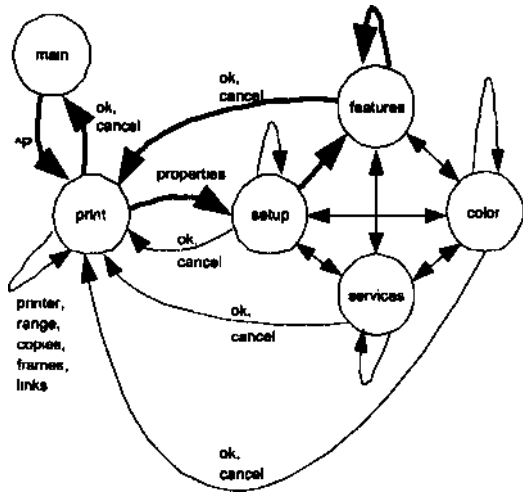 main
ok,
cancel
^P
ok,
cancel
features
properties
print
setup
color
ok,
cancel
services
printer,
range,
copies,
frames,
links
ok,
cancel
ok,
cancel